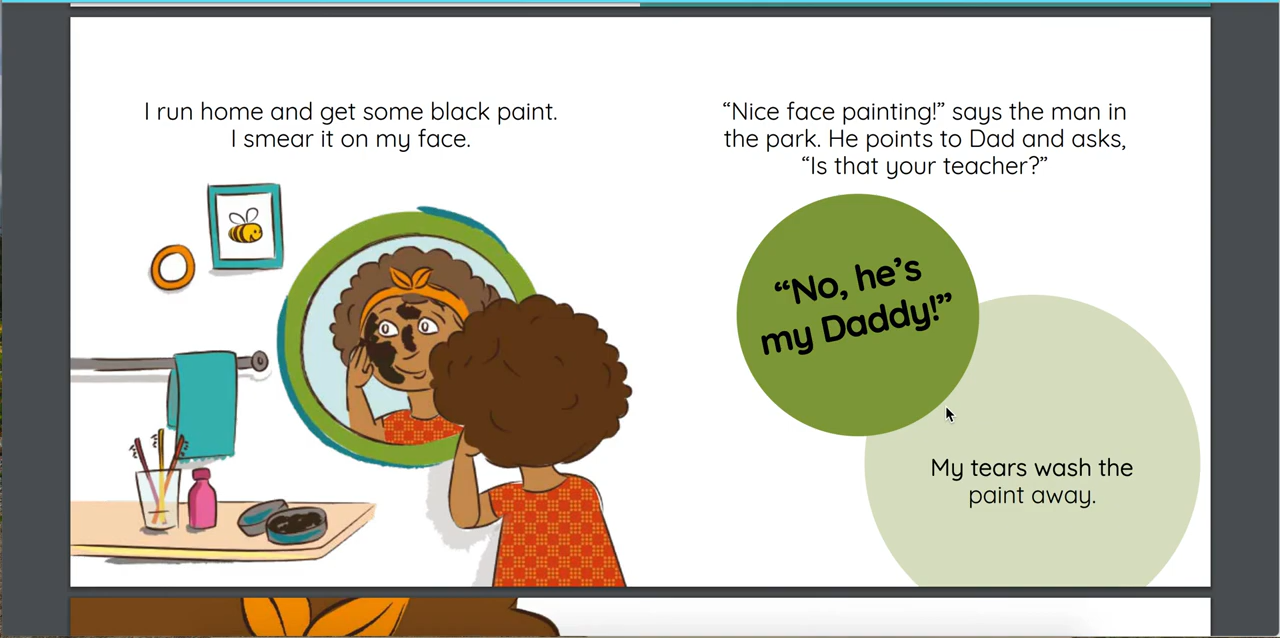 I run home and get some black paint.
I smear it on my face.
“Nice face painting!” says the man in
the park. He points to Dad and asks,
“Is that your teacher?”
“No, he’s
my Daddy!”
My tears wash the
paint away.